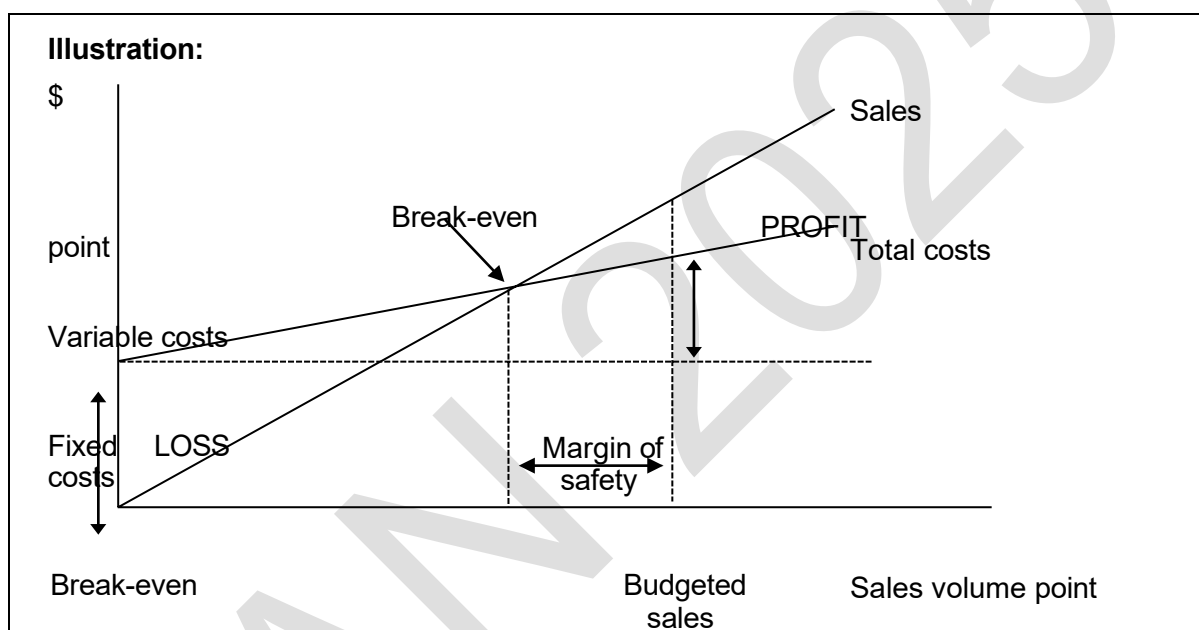 Illustration:
$
Sales
Break-even
PROFIT
point
Total costs
Variable costs
Fixed LOSS
costs
Margin of
safety
Break-even
Budgeted
sales
Sales volume point